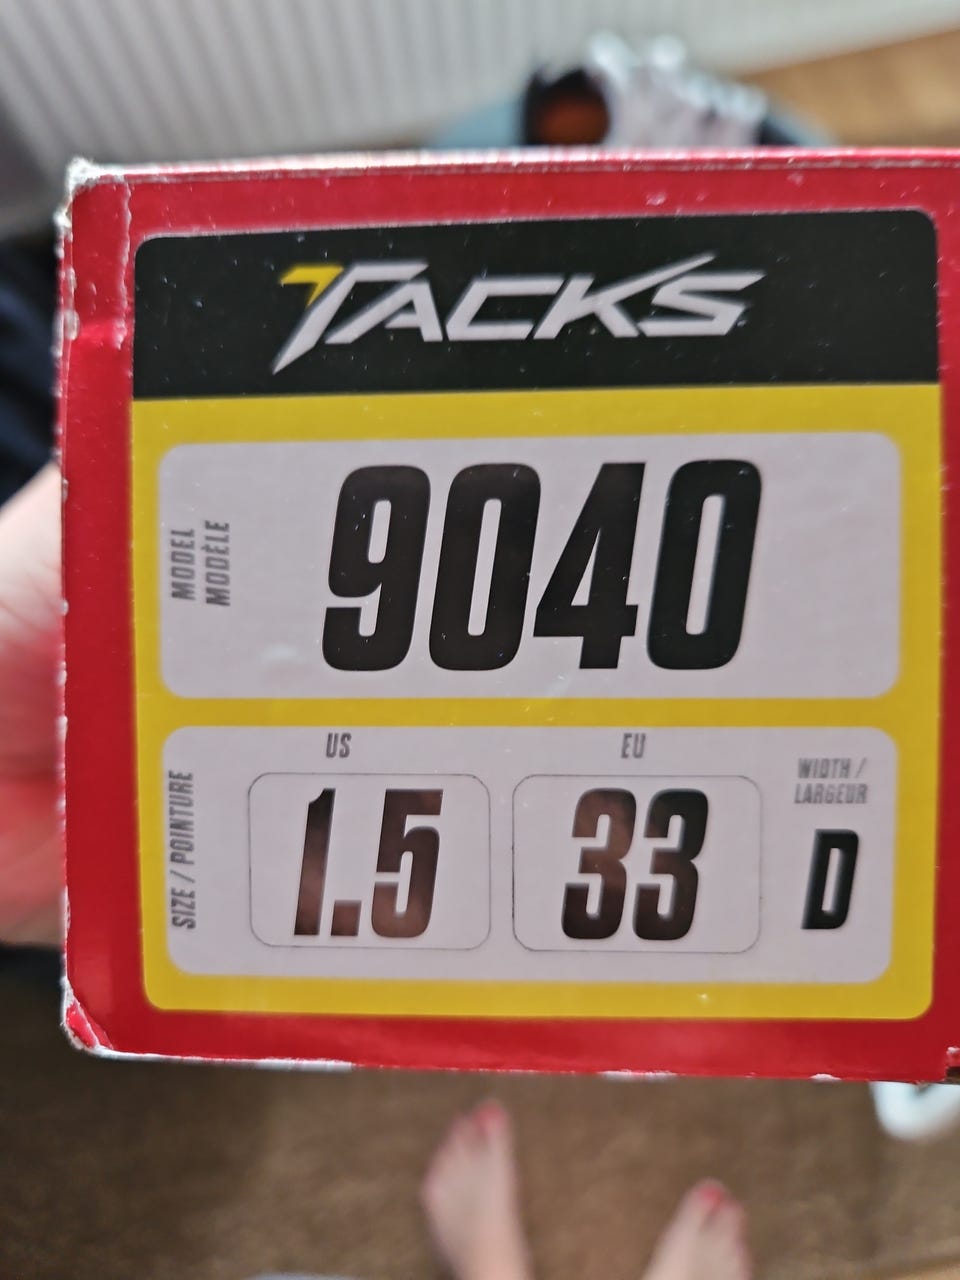 TACKS
MODEL
MODÈLE
9040
SIZE / POINTURE
US
1.5
EU
33
WIDTH /
LARGEUR
D